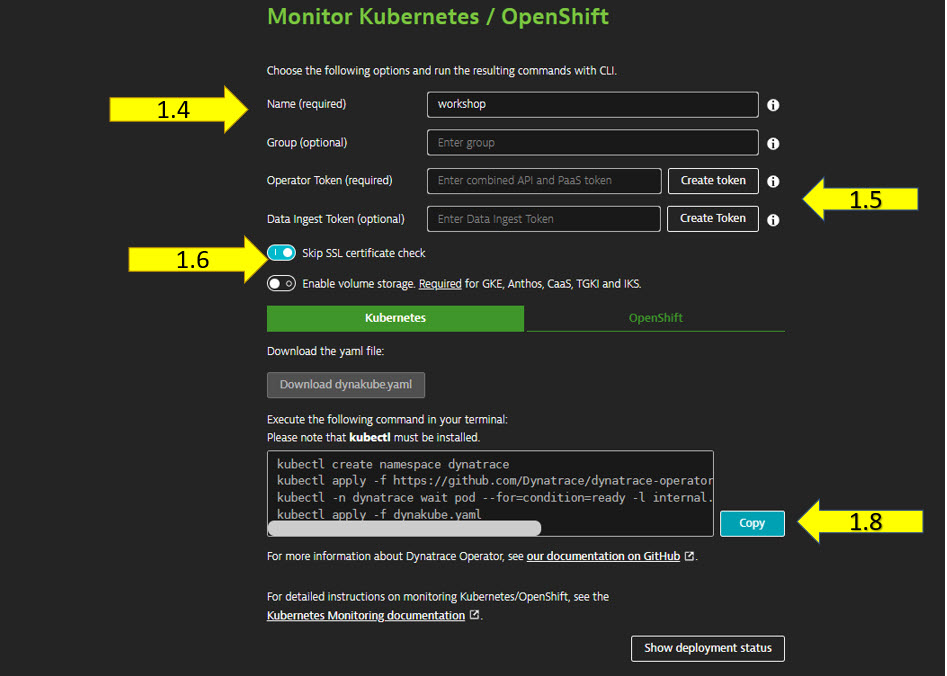 Monitor Kubernetes / OpenShift
Choose the following options and run the resulting commands with CLI.
1.4
Name (required)
workshop
Group (optional)
Enter group
Operator Token (required)
Enter combined API and PaaS token
Create token
1.5
Data Ingest Token (optional)
Enter Data Ingest Token
Create Token
1.6
Skip SSL certificate check
Enable volume storage. Required for GKE, Anthos, CaaS, TGKI and IKS.
Kubernetes
OpenShift
Download the yaml file:
Download dynakube.yaml
Execute the following command in your terminal:
Please note that kubectl must be installed.
kubectl create namespace dynatrace
kubectl apply -f https://github.com/Dynatrace/dynatrace-operator
kubectl -n dynatrace wait pod --for=condition=ready -l internal.
kubectl apply -f dynakube.yaml
Copy
1.8
For more information about Dynatrace Operator, see our documentation on GitHub.
For detailed instructions on monitoring Kubernetes/OpenShift, see the
Kubernetes Monitoring documentation.
Show deployment status